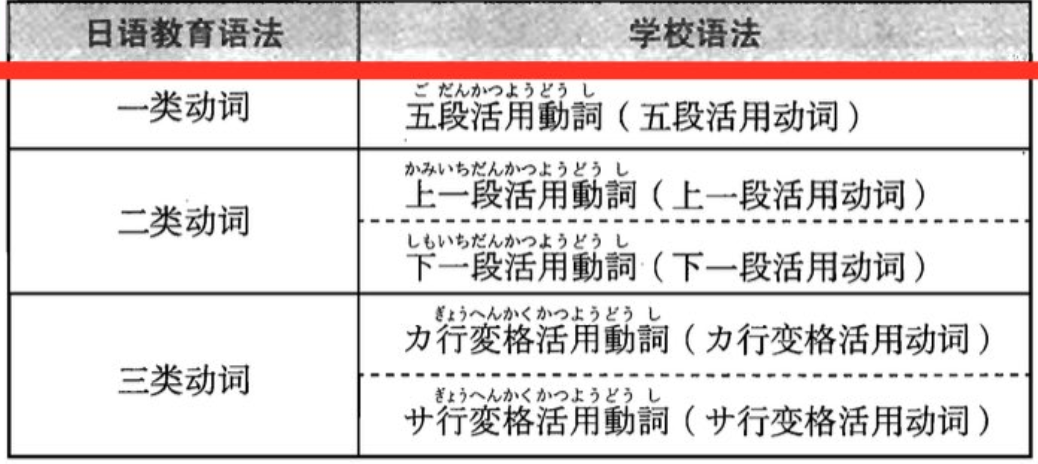 日语教育语法 学校语法
一类动词
ご だんかつようどう し
五段活用動詞（五段活用动词）
二类动词
かみいちだんかつようどう し
上一段活用動詞（上一段活用动词）
しもいちだんかつようどう し
下一段活用動詞（下一段活用动词）
三类动词
ぎょうへんかくかつようどう し
カ行変格活用動詞（カ行变格活用动词）
ぎょうへんかくかつようどう し
サ行変格活用動詞（サ行变格活用动词）